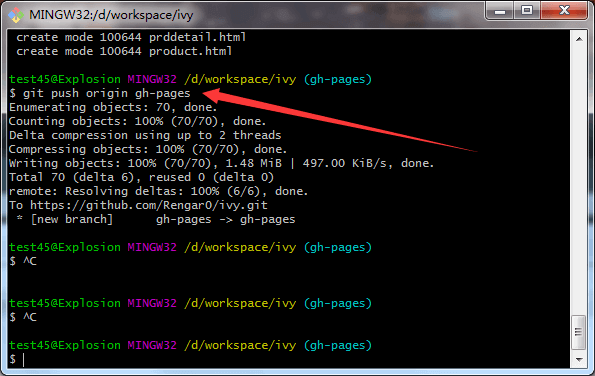 MINGW32:/d/workspace/ivy
create mode 100644 prddetail.html
create mode 100644 product.html
test45@Explosion MINGW32 /d/workspace/ivy (gh-pages)
$ git push origin gh-pages
Enumerating objects: 70, done.
Counting objects: 100% (70/70), done.
Delta compression using up to 2 threads
Compressing objects: 100% (70/70), done.
Writing objects: 100% (70/70), 1.48 MiB | 497.00 KiB/s, done.
Total 70 (delta 6), reused 0 (delta 0)
remote: Resolving deltas: 100% (6/6), done.
To https://github.com/Rengar0/ivy.git
* [new branch]      gh-pages -> gh-pages
test45@Explosion MINGW32 /d/workspace/ivy (gh-pages)
$ ^C
test45@Explosion MINGW32 /d/workspace/ivy (gh-pages)
$ ^C
test45@Explosion MINGW32 /d/workspace/ivy (gh-pages)
$